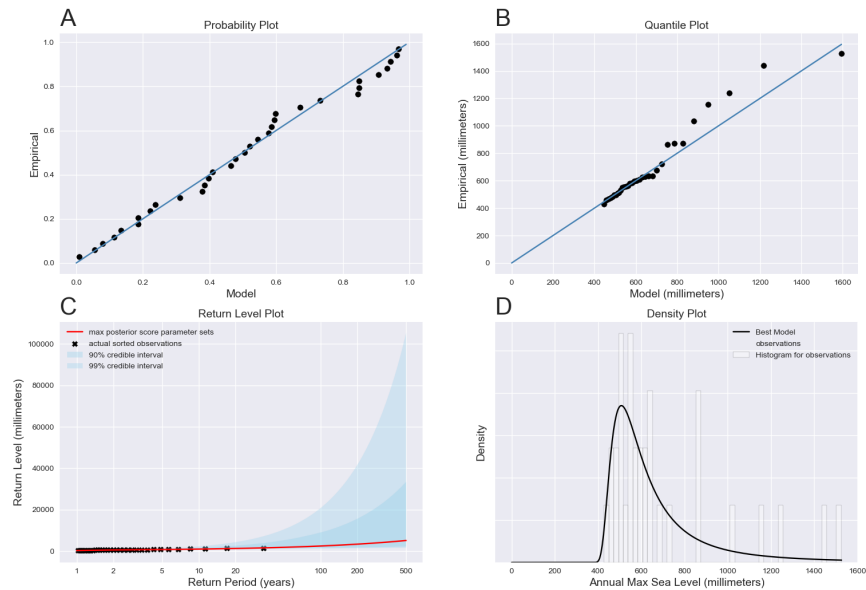 A
Probability Plot
1.0
0.8
0.6
0.4
0.2
0.0
Empirical
0.0 0.2 0.4 0.6 0.8 1.0
Model
B
Quantile Plot
1600
1400
1200
1000
800
600
400
200
0
Empirical (millimeters)
0 200 400 600 800 1000 1200 1400 1600
Model (millimeters)
C
Return Level Plot
max posterior score parameter sets
actual sorted observations
90% credible interval
99% credible interval
100000
80000
60000
40000
20000
0
Return Level (millimeters)
1 2 5 10 20 100 200 500
Return Period (years)
D
Density Plot
Best Model
observations
Histogram for observations
Density
0 200 400 600 800 1000 1200 1400 1600
Annual Max Sea Level (millimeters)